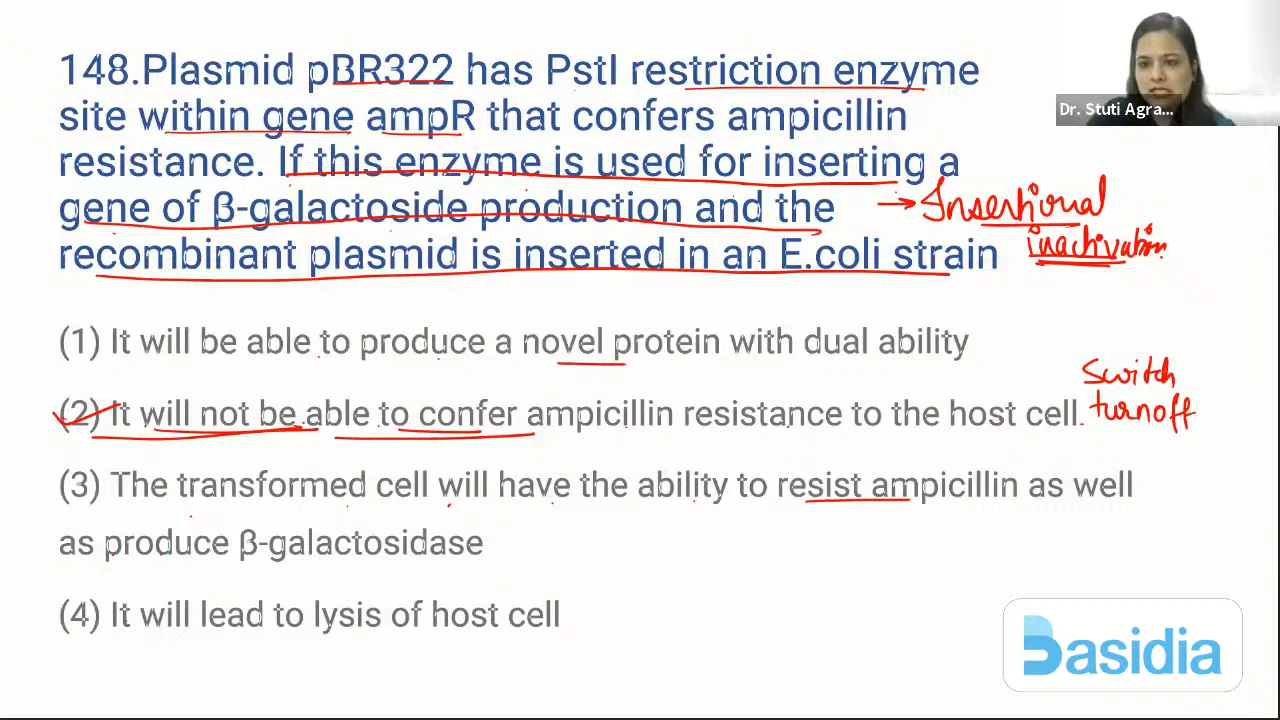 148.Plasmid pBR322 has PstI restriction enzyme
site within gene ampR that confers ampicillin
resistance. If this enzyme is used for inserting a
gene of β-galactoside production and the
recombinant plasmid is inserted in an E.coli strain
→ Insertional
inactivation
(1) It will be able to produce a novel protein with dual ability
(2) It will not be able to confer ampicillin resistance to the host cell.
Switch
turnoff
(3) The transformed cell will have the ability to resist ampicillin as well
as produce β-galactosidase
(4) It will lead to lysis of host cell
Dr. Stuti Agra...
Basidia